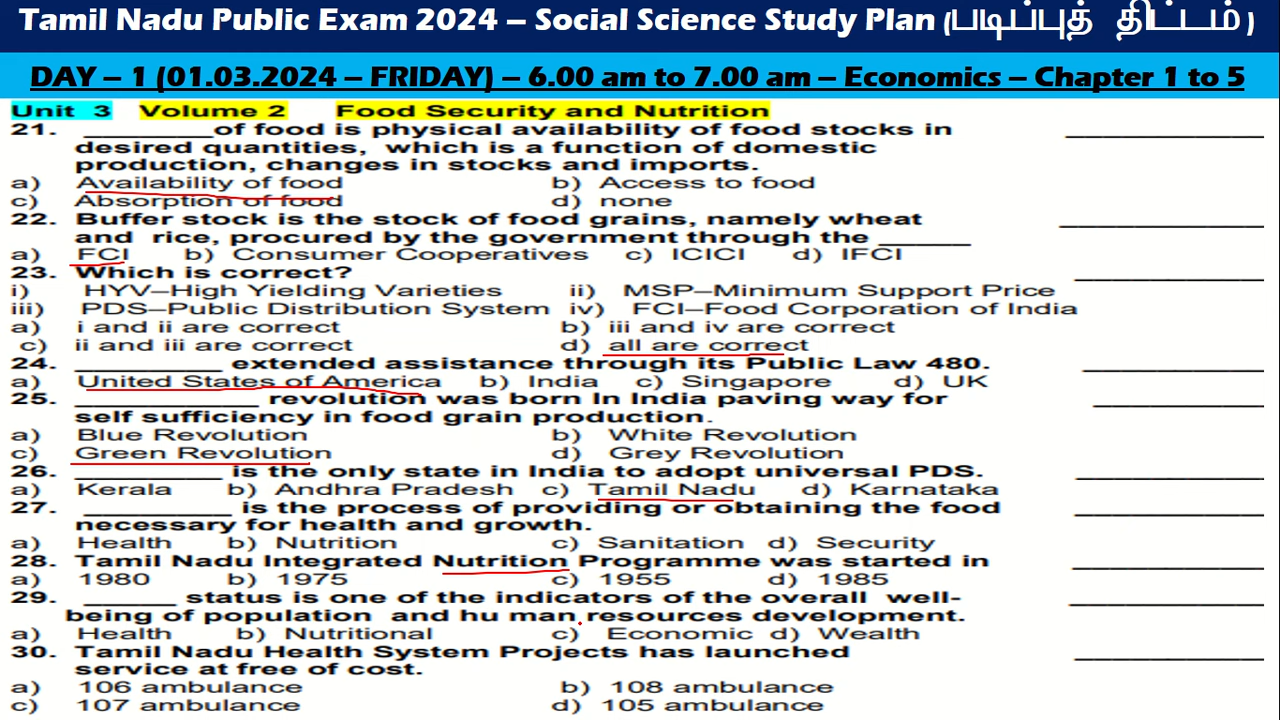 Tamil Nadu Public Exam 2024 – Social Science Study Plan (படிப்புத் திட்டம்)
DAY – 1 (01.03.2024 – FRIDAY) – 6.00 am to 7.00 am – Economics – Chapter 1 to 5
Unit 3 Volume 2 Food Security and Nutrition
21. ________of food is physical availability of food stocks in ____________
desired quantities, which is a function of domestic
production, changes in stocks and imports.
a) Availability of food b) Access to food
c) Absorption of food d) none
22. Buffer stock is the stock of food grains, namely wheat ____________
and rice, procured by the government through the ______
a) FCI b) Consumer Cooperatives c) ICICI d) IFCI
23. Which is correct? ____________
i) HYV–High Yielding Varieties ii) MSP–Minimum Support Price
iii) PDS–Public Distribution System iv) FCI–Food Corporation of India
a) i and ii are correct b) iii and iv are correct
c) ii and iii are correct d) all are correct
24. _________ extended assistance through its Public Law 480. ____________
a) United States of America b) India c) Singapore d) UK
25. ___________ revolution was born In India paving way for ____________
self sufficiency in food grain production.
a) Blue Revolution b) White Revolution
c) Green Revolution d) Grey Revolution
26. _________ is the only state in India to adopt universal PDS. ____________
a) Kerala b) Andhra Pradesh c) Tamil Nadu d) Karnataka
27. _________ is the process of providing or obtaining the food ____________
necessary for health and growth.
a) Health b) Nutrition c) Sanitation d) Security
28. Tamil Nadu Integrated Nutrition Programme was started in ____________
a) 1980 b) 1975 c) 1955 d) 1985
29. ______ status is one of the indicators of the overall well- ____________
being of population and hu man resources development.
a) Health b) Nutritional c) Economic d) Wealth
30. Tamil Nadu Health System Projects has launched ____________
service at free of cost.
a) 106 ambulance b) 108 ambulance
c) 107 ambulance d) 105 ambulance